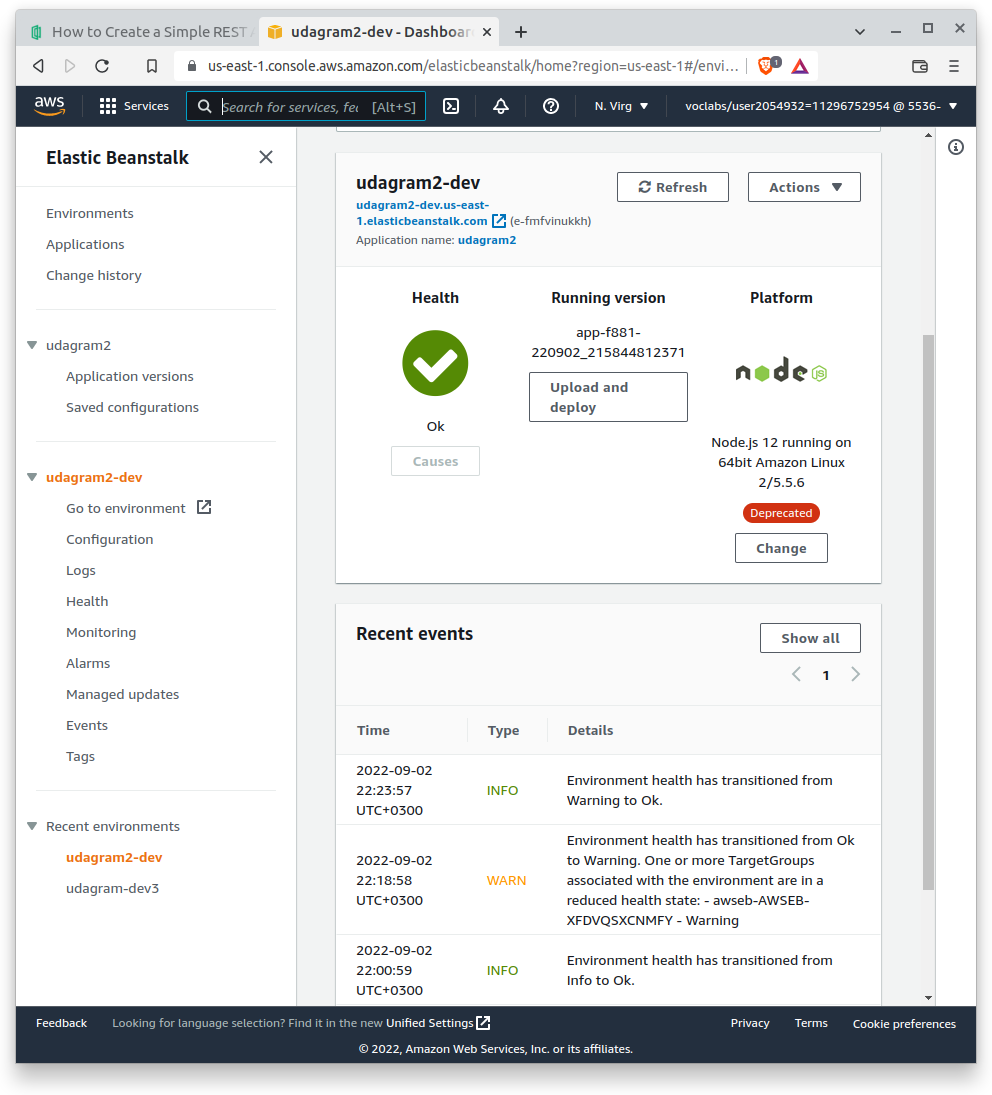 How to Create a Simple REST
udagram2-dev - Dashboar
us-east-1.console.aws.amazon.com/elasticbeanstalk/home?region=us-east-1#/envi...
1
aws
Services
Search for services, fea
[Alt+S]
N. Virg
voclabs/user2054932=11296752954 @ 5536-
Elastic Beanstalk
Environments
Applications
Change history
udagram2
Application versions
Saved configurations
udagram2-dev
Go to environment
Configuration
Logs
Health
Monitoring
Alarms
Managed updates
Events
Tags
Recent environments
udagram2-dev
udagram-dev3
udagram2-dev
udagram2-dev.us-east-
1.elasticbeanstalk.com (e-fmfvinukkh)
Application name: udagram2
Refresh
Actions
Health
Ok
Causes
Running version
app-f881-
220902_215844812371
Upload and
deploy
Platform
node
JS
Node.js 12 running on
64bit Amazon Linux
2/5.5.6
Deprecated
Change
Recent events
Show all
1
Time Type Details
2022-09-02
22:23:57
UTC+0300
INFO
Environment health has transitioned from
Warning to Ok.
2022-09-02
22:18:58
UTC+0300
WARN
Environment health has transitioned from Ok
to Warning. One or more TargetGroups
associated with the environment are in a
reduced health state: - awseb-AWSEB-
XFDVQSXCNMFY - Warning
2022-09-02
22:00:59
UTC+0300
INFO
Environment health has transitioned from
Info to Ok.
Feedback
Looking for language selection? Find it in the new Unified Settings
Privacy
Terms
Cookie preferences
© 2022, Amazon Web Services, Inc. or its affiliates.